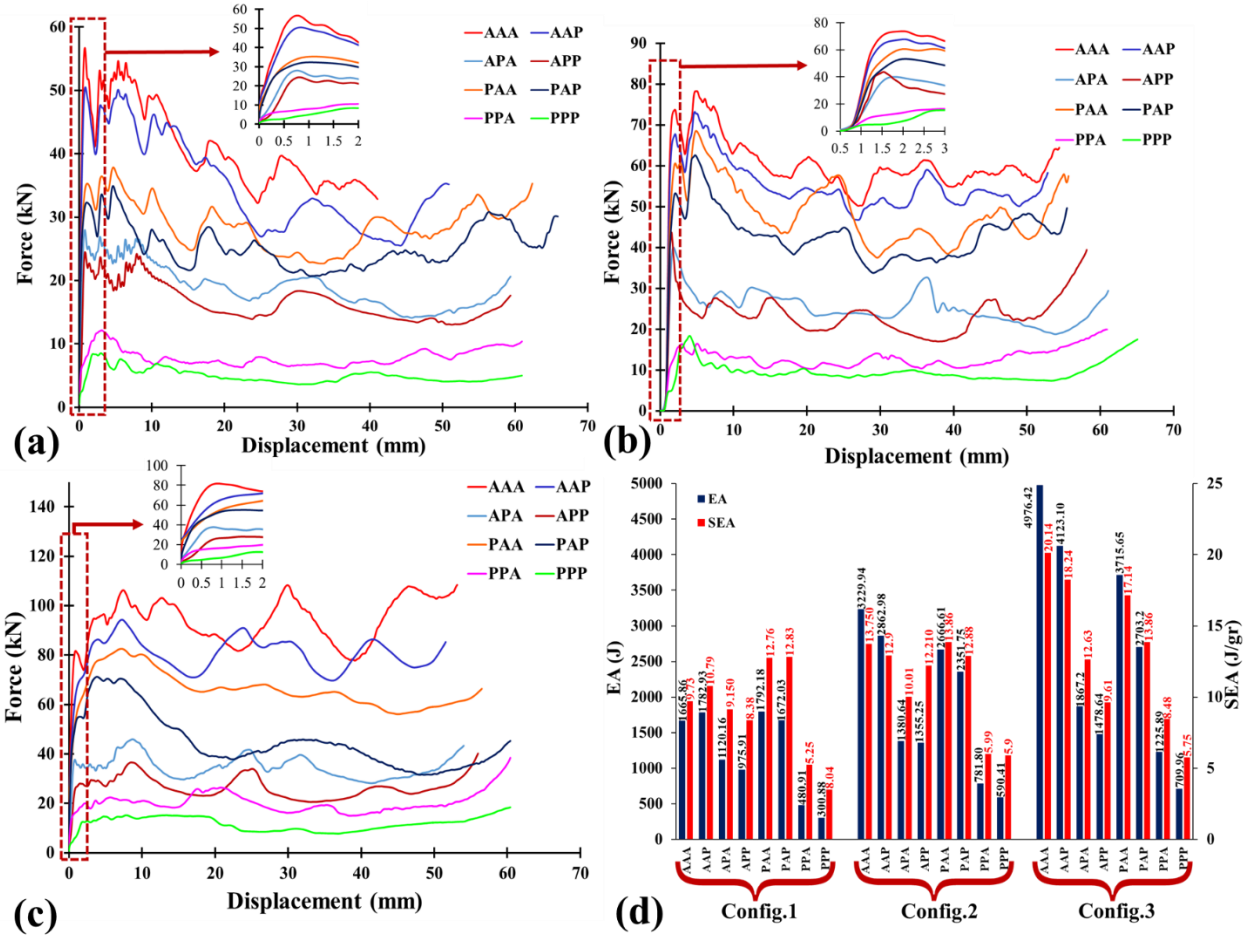 60
50
40
30
20
10
0
Force (kN)
0
10
20
30
40
50
60
70
Displacement (mm)
60
50
40
30
20
10
0
0
0.5
1
1.5
2
AAA
AAP
APA
APP
PAA
PAP
PPA
PPP
(a)
90
80
70
60
50
40
30
20
10
0
Force (kN)
0
10
20
30
40
50
60
70
Displacement (mm)
80
60
40
20
0
0.5
1
1.5
2
2.5
3
AAA
AAP
APA
APP
PAA
PAP
PPA
PPP
(b)
140
120
100
80
60
40
20
0
Force (kN)
0
10
20
30
40
50
60
70
Displacement (mm)
100
80
60
40
20
0
0
0.5
1
1.5
2
AAA
AAP
APA
APP
PAA
PAP
PPA
PPP
(c)
EA
SEA
5000
4500
4000
3500
3000
2500
2000
1500
1000
500
0
EA (J)
25
20
15
10
5
0
SEA (J/gr)
1665.86
9.73
1782.93
10.79
1120.16
9.150
975.91
8.38
1792.18
12.76
1672.03
12.83
480.91
5.25
300.88
8.04
3229.94
13.750
2862.98
12.9
1380.64
10.01
1355.25
12.210
2666.61
13.86
2351.75
12.88
781.80
5.99
590.41
5.9
4976.42
20.14
4123.10
18.24
1867.2
12.63
1478.64
9.61
3715.65
17.14
2703.2
13.86
1225.89
8.48
709.96
5.75
AAA
AAP
APA
APP
PAA
PAP
PPA
PPP
AAA
AAP
APA
APP
PAA
PAP
PPA
PPP
AAA
AAP
APA
APP
PAA
PAP
PPA
PPP
Config.1
Config.2
Config.3
(d)